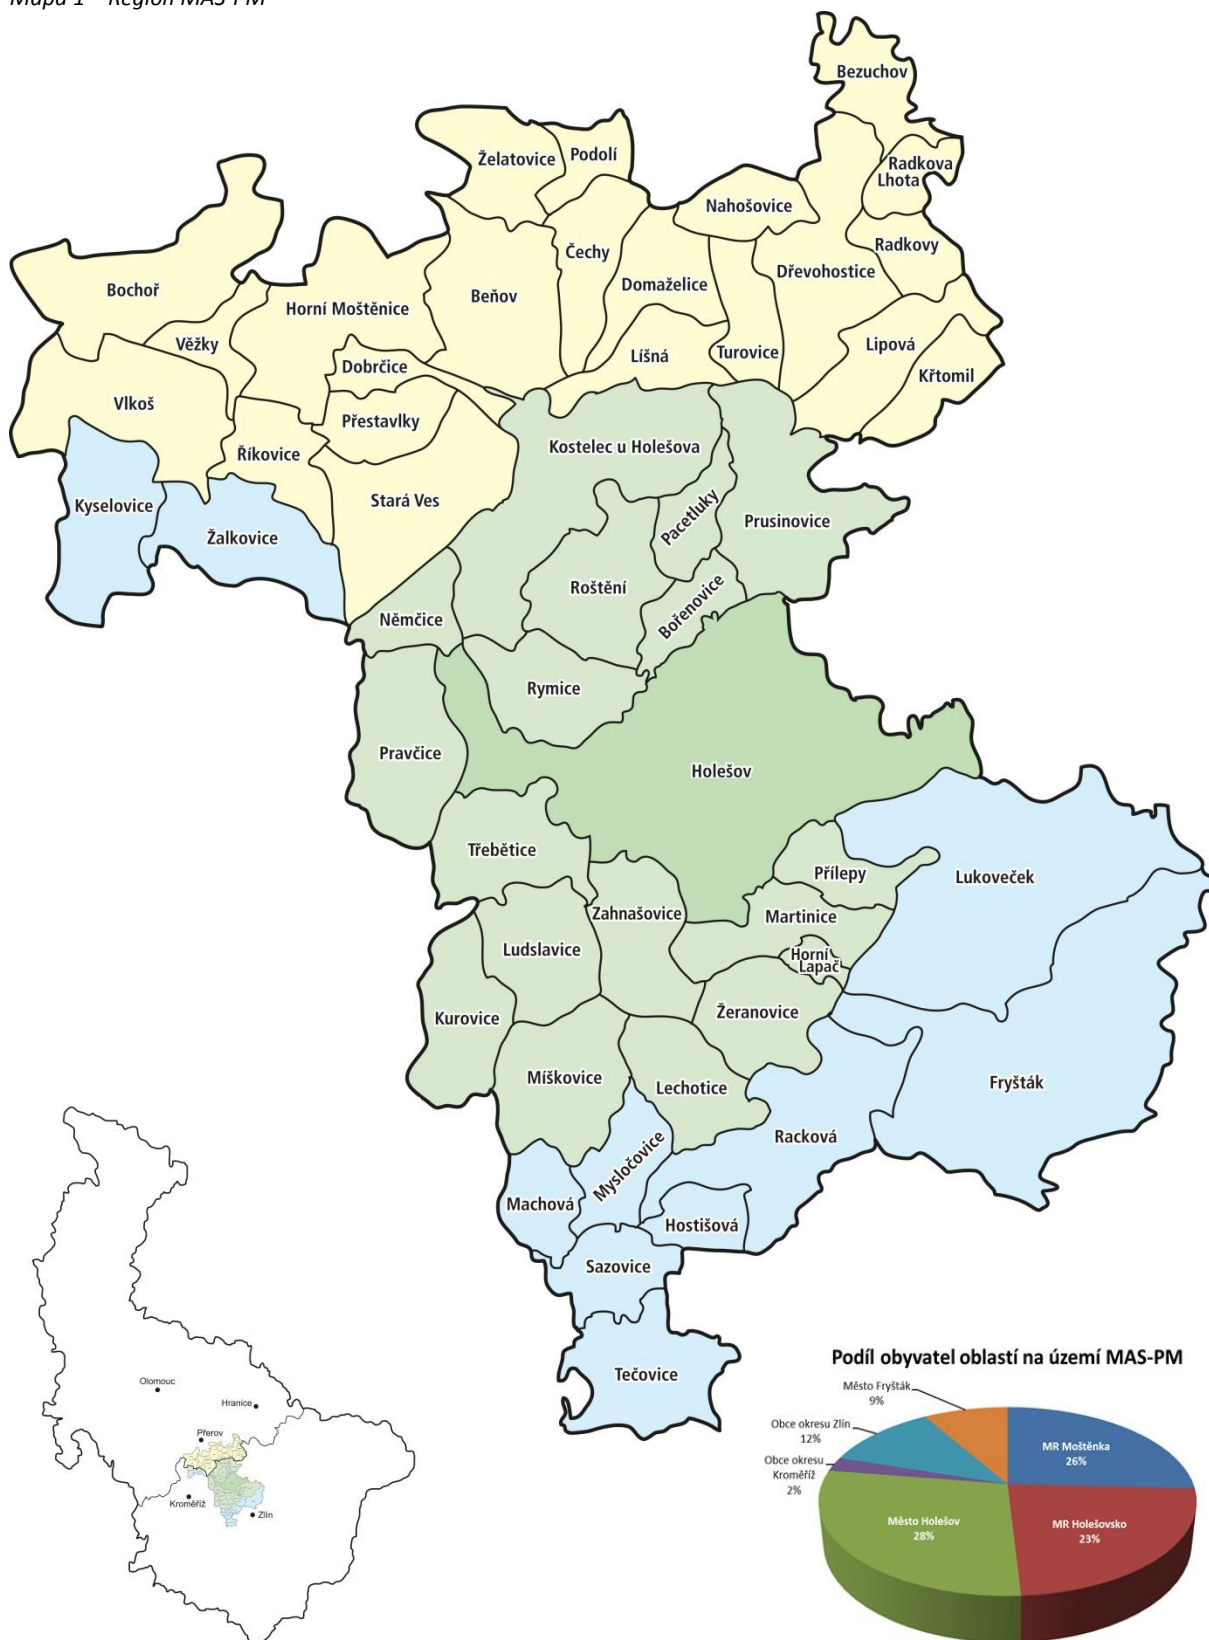 Mapa 1 – Region MAS-PM
Bezuchov
Želatovice
Podolí
Radkova
Lhota
Nahošovice
Radkovy
Čechy
Dřevohostice
Domaželice
Bochoř
Beňov
Horní Moštěnice
Věžky
Lipová
Turovice
Líšná
Dobrčice
Křtomil
Vlkoš
Přestavlky
Kostelec u Holešova
Říkovice
Stará Ves
Kyselovice
Pacetluky
Prusinovice
Žalkovice
Roštění
Bořenovice
Němčice
Rymice
Pravčice
Holešov
Třebětice
Přílepy
Lukoveček
Zahnašovice
Martinice
Ludslavice
Horní
Lapač
Kurovice
Žeranovice
Míškovice
Lechotice
Fryšták
Racková
Mysločovice
Machová
Hostišová
Sazovice
Tečovice
Olomouc
Hranice
Přerov
Kroměříž
Zlín
Podíl obyvatel oblastí na území MAS-PM
Město Fryšták
9%
Obce okresu Zlín
12%
Obce okresu
Kroměříž
2%
MR Moštěnka
26%
Město Holešov
28%
MR Holešovsko
23%